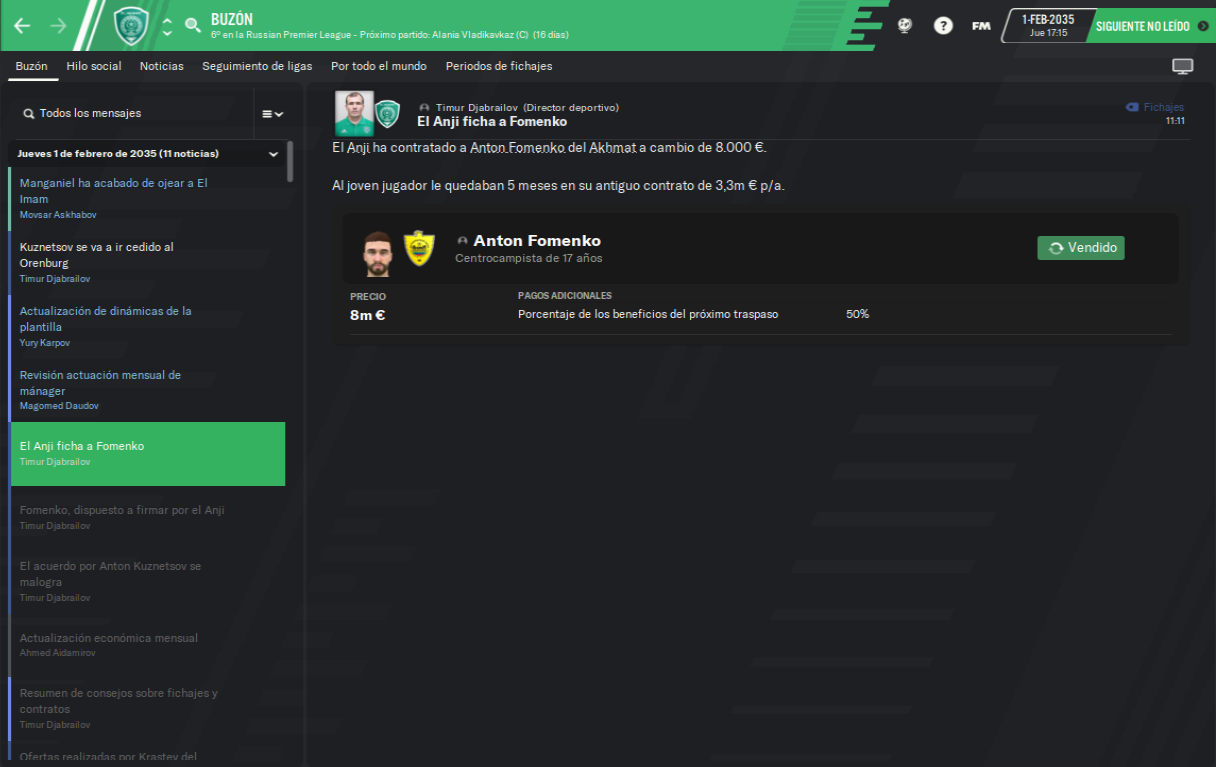 BUZÓN
6º en la Russian Premier League - Próximo partido: Alania Vladikavkaz (C) (16 días)
?
FM
1-FEB-2035
Jue 17:15
SIGUIENTE NO LEÍDO
Buzón Hilo social Noticias Seguimiento de ligas Por todo el mundo Periodos de fichajes
Todos los mensajes
Jueves 1 de febrero de 2035 (11 noticias)
Manganiel ha acabado de ojear a El
Imam
Movsar Askhabov
Kuznetsov se va a ir cedido al
Orenburg
Timur Djabrailov
Actualización de dinámicas de la
plantilla
Yury Karpov
Revisión actuación mensual de
mánager
Magomed Daudov
El Anji ficha a Fomenko
Timur Djabrailov
Fomenko, dispuesto a firmar por el Anji
Timur Djabrailov
El acuerdo por Anton Kuznetsov se
malogra
Timur Djabrailov
Actualización económica mensual
Ahmed Aidamirov
Resumen de consejos sobre fichajes y
contratos
Timur Djabrailov
Ofertas realizadas por Krastev del
Timur Djabrailov (Director deportivo)
El Anji ficha a Fomenko
Fichajes
11:11
El Anji ha contratado a Anton Fomenko del Akhmat a cambio de 8.000 €.
Al joven jugador le quedaban 5 meses en su antiguo contrato de 3,3m € p/a.
Anton Fomenko
Centrocampista de 17 años
Vendido
PRECIO
8m €
PAGOS ADICIONALES
Porcentaje de los beneficios del próximo traspaso 50%